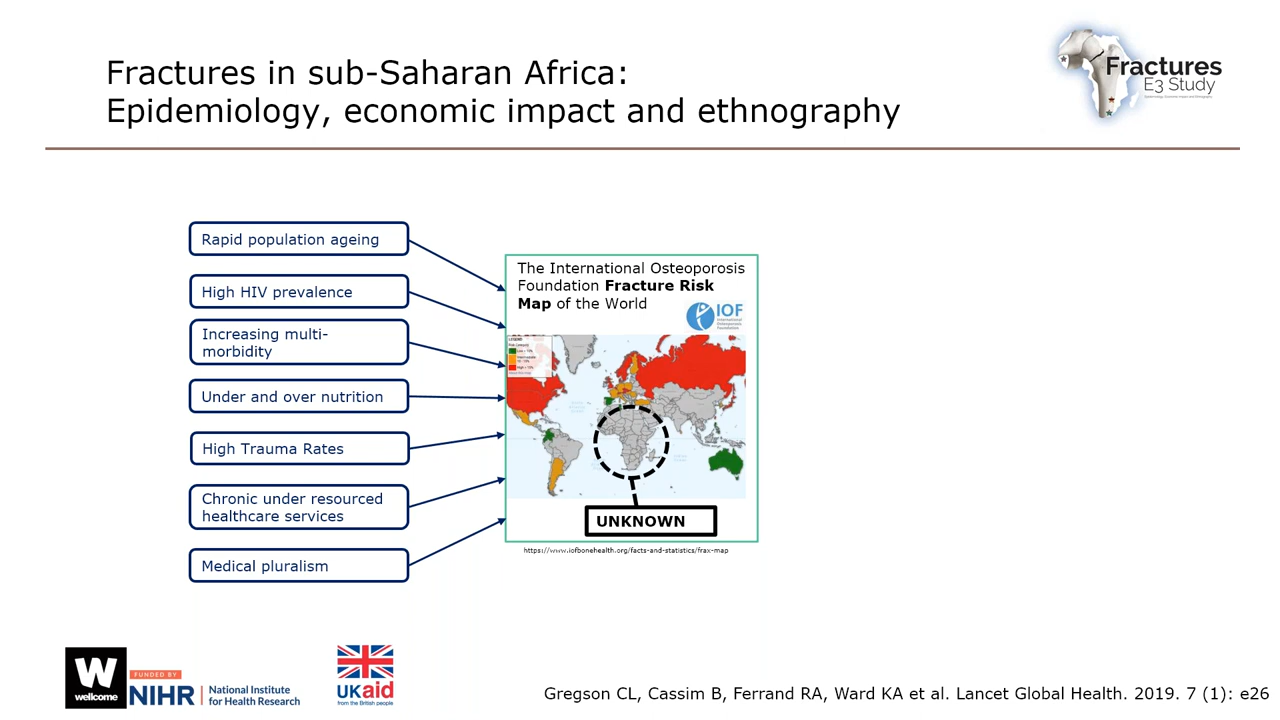 Fractures in sub-Saharan Africa:
Epidemiology, economic impact and ethnography
Fractures
E3 Study
Rapid population ageing
High HIV prevalence
Increasing multi-
morbidity
Under and over nutrition
High Trauma Rates
Chronic under resourced
healthcare services
Medical pluralism
The International Osteoporosis
Foundation Fracture Risk
Map of the World
IOF
International
Osteoporosis
Foundation
LEGEND
UNKNOWN
https://www.iofbonehealth.org/facts-and-statistics/frax-map
W
wellcome
FUNDED BY
NIHR | National Institute
for Health Research
UKaid
from the British people
Gregson CL, Cassim B, Ferrand RA, Ward KA et al. Lancet Global Health. 2019. 7 (1): e26